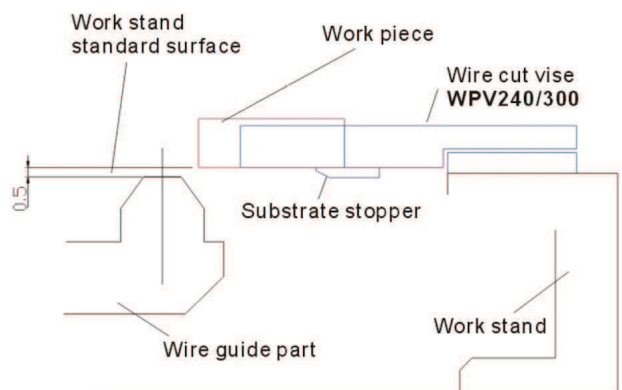 Work stand
standard surface
Work piece
Wire cut vise
WPV240/300
0.5
Substrate stopper
Work stand
Wire guide part